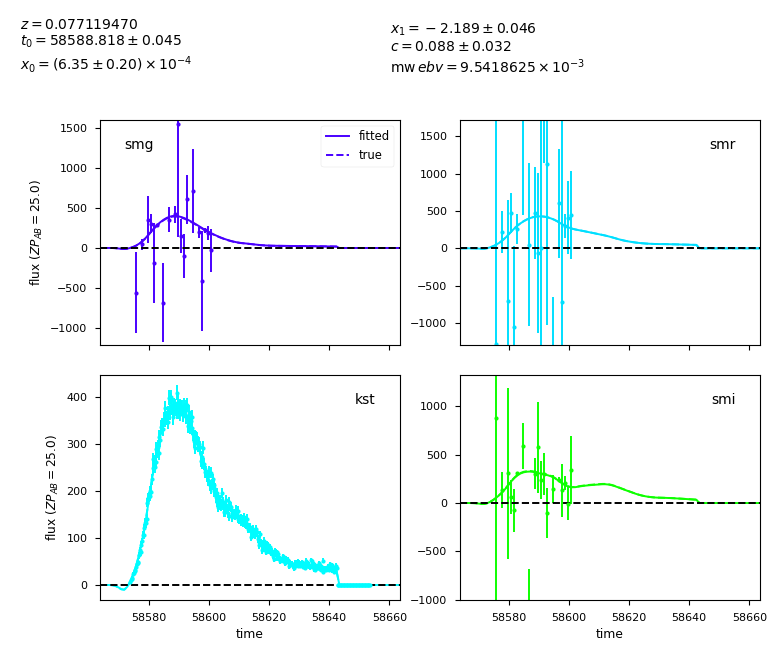 z = 0.077119470
t₀ = 58588.818 ± 0.045
x₀ = (6.35 ± 0.20) × 10⁻⁴
x₁ = −2.189 ± 0.046
c = 0.088 ± 0.032
mw ebv = 9.5418625 × 10⁻³
smg
fitted
true
1500
1000
500
0
−500
−1000
flux (ZP_AB = 25.0)
smr
1500
1000
500
0
−500
−1000
kst
400
300
200
100
0
flux (ZP_AB = 25.0)
58580 58600 58620 58640 58660
time
smi
1000
500
0
−500
−1000
58580 58600 58620 58640 58660
time